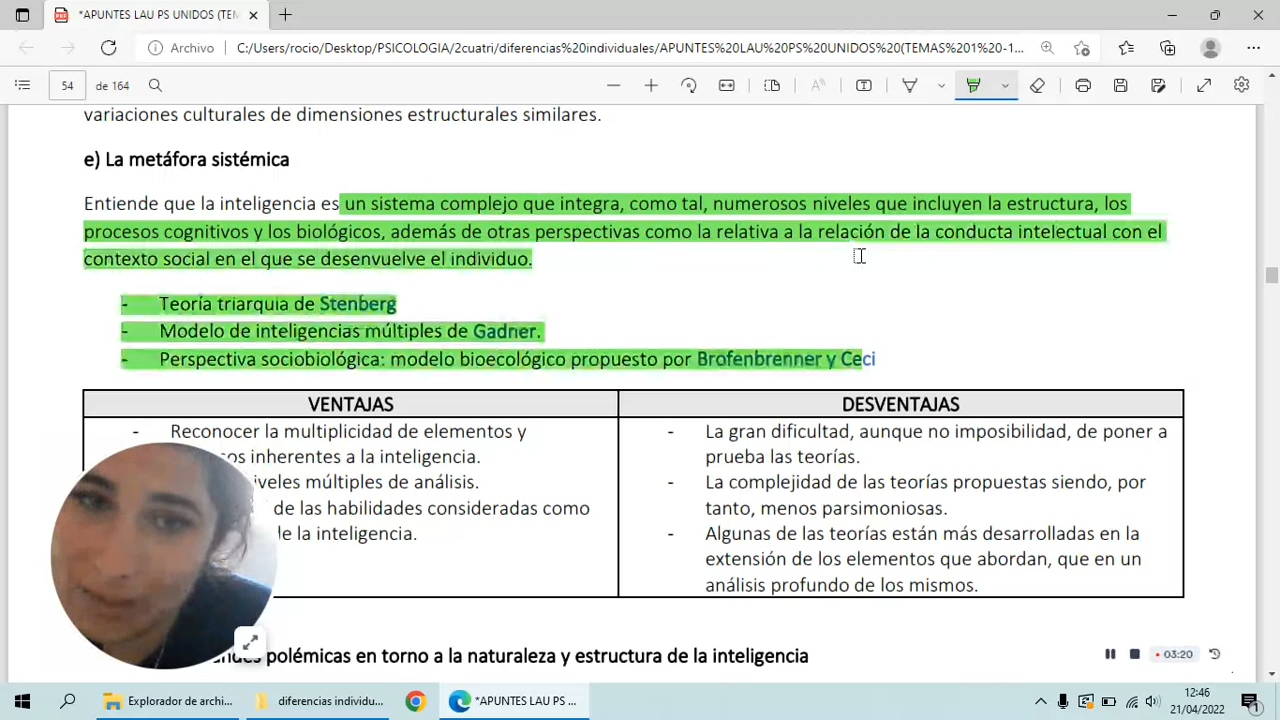 *APUNTES LAU PS UNIDOS (TEM
Archivo
C:/Users/rocio/Desktop/PSICOLOGIA/2cuatri/diferencias%20individuales/APUNTES%20LAU%20PS%20UNIDOS%20(TEMAS%201%20-1...
54 de 164
variaciones culturales de dimensiones estructurales similares.
e) La metáfora sistémica
Entiende que la inteligencia es un sistema complejo que integra, como tal, numerosos niveles que incluyen la estructura, los
procesos cognitivos y los biológicos, además de otras perspectivas como la relativa a la relación de la conducta intelectual con el
contexto social en el que se desenvuelve el individuo.
- Teoría triarquia de Stenberg
- Modelo de inteligencias múltiples de Gadner.
- Perspectiva sociobiológica: modelo bioecológico propuesto por Brofenbrenner y Ceci
VENTAJAS
- Reconocer la multiplicidad de elementos y
inherentes a la inteligencia.
múltiples de análisis.
de las habilidades consideradas como
de la inteligencia.
DESVENTAJAS
- La gran dificultad, aunque no imposibilidad, de poner a
prueba las teorías.
- La complejidad de las teorías propuestas siendo, por
tanto, menos parsimoniosas.
- Algunas de las teorías están más desarrolladas en la
extensión de los elementos que abordan, que en un
análisis profundo de los mismos.
polémicas en torno a la naturaleza y estructura de la inteligencia
03:20
Explorador de archi...
diferencias individu...
*APUNTES LAU PS ...
12:46
21/04/2022